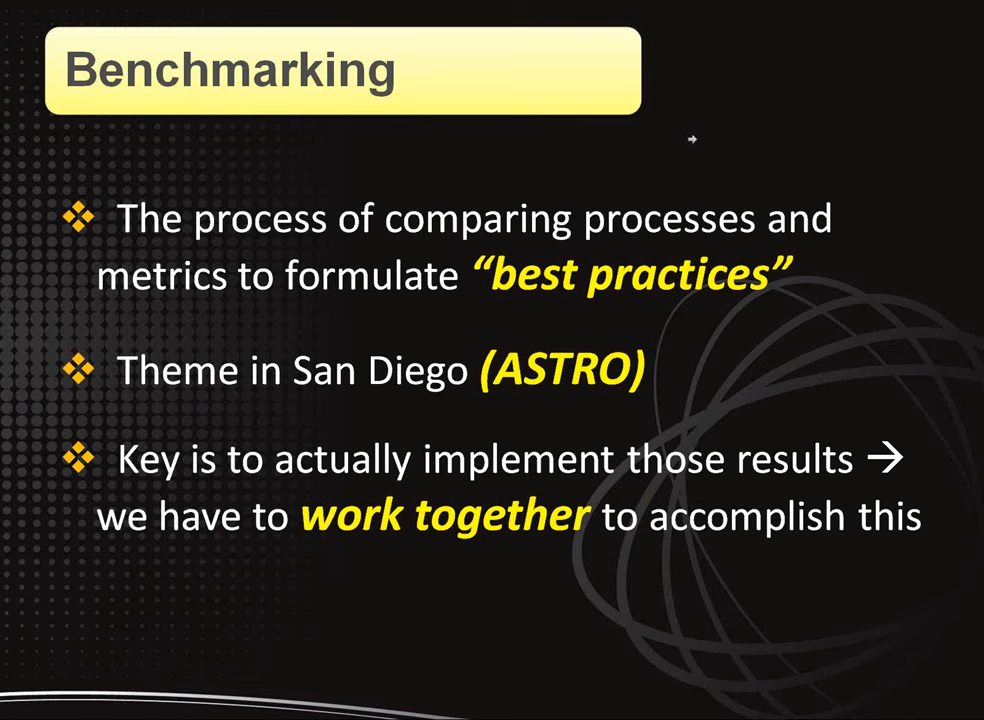 Benchmarking
❖ The process of comparing processes and
metrics to formulate “best practices”
❖ Theme in San Diego (ASTRO)
❖ Key is to actually implement those results →
we have to work together to accomplish this